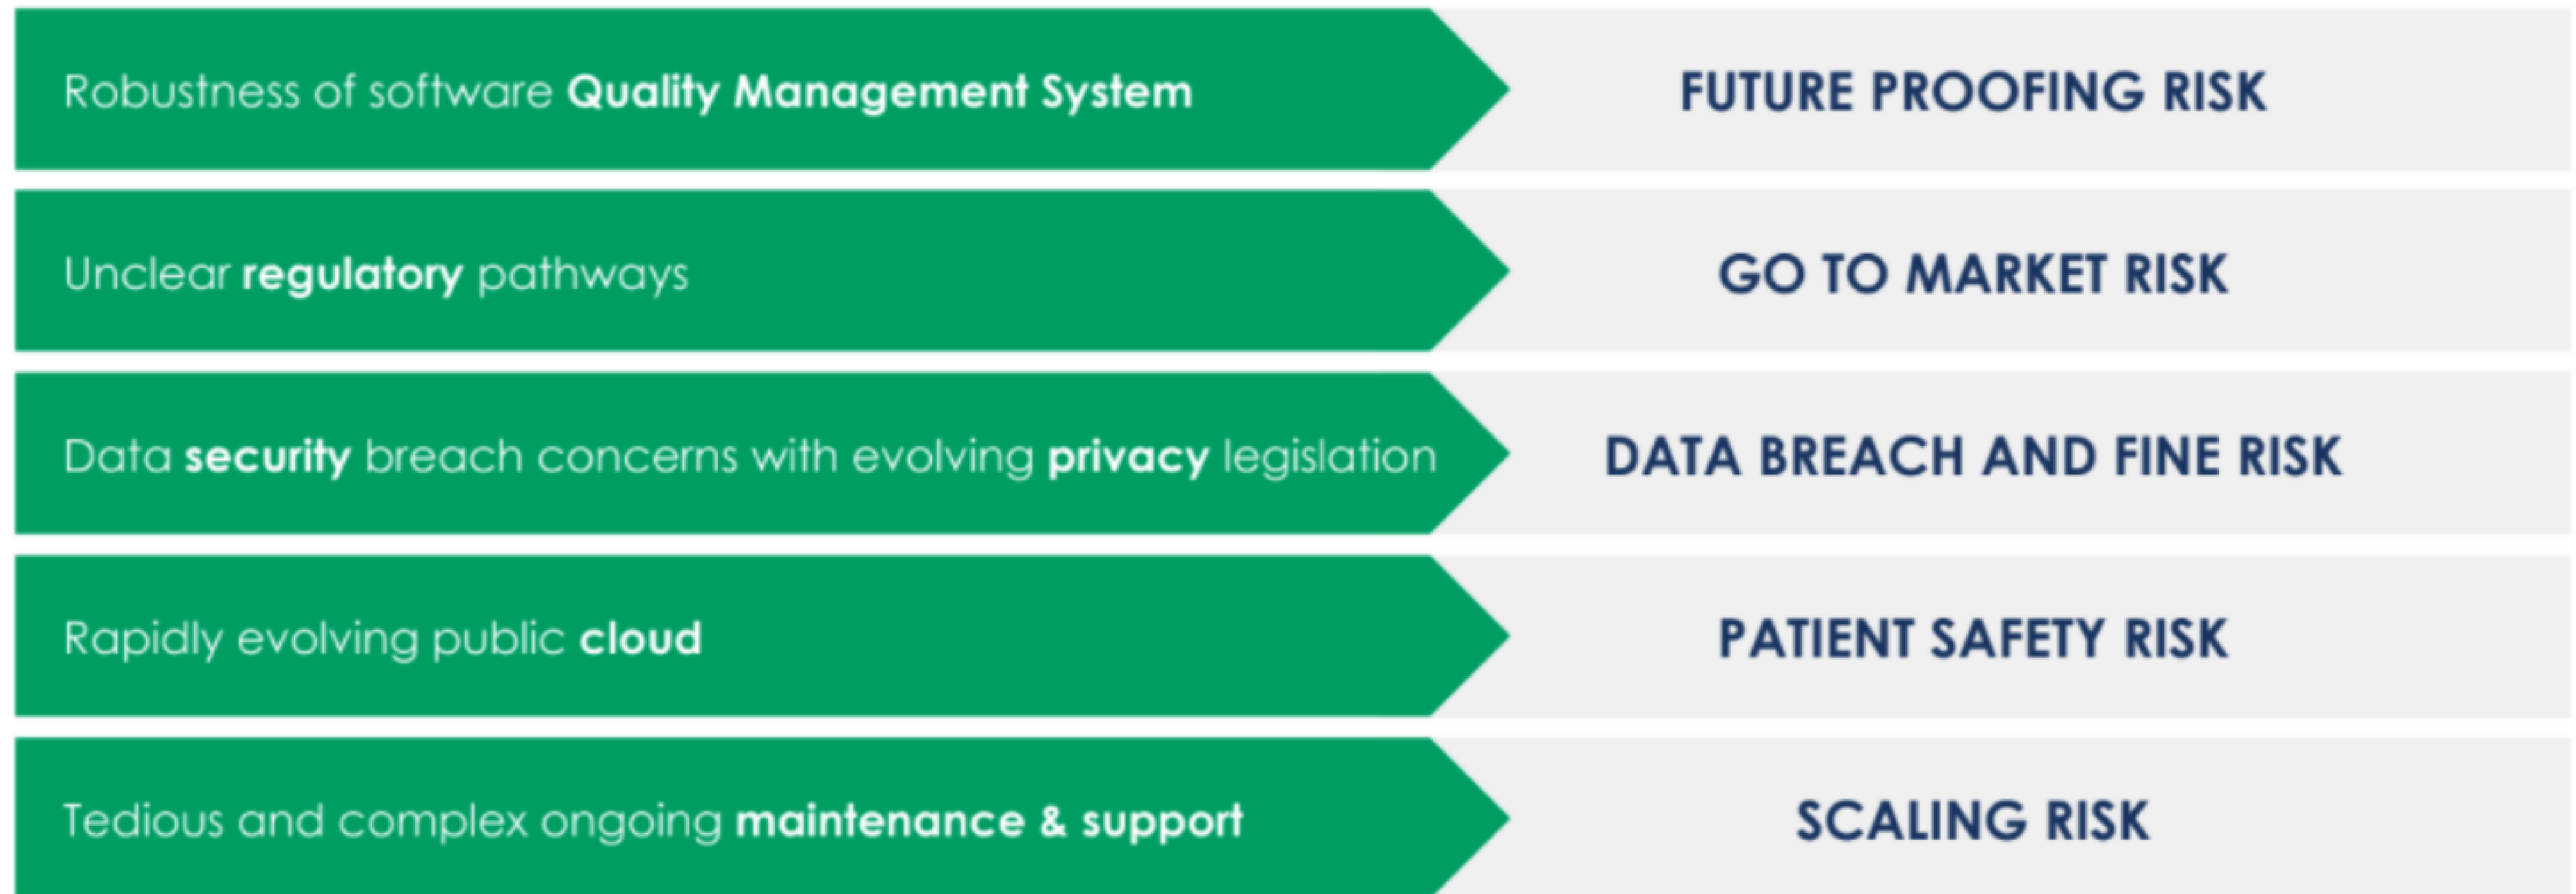 Robustness of software Quality Management System
FUTURE PROOFING RISK
Unclear regulatory pathways
GO TO MARKET RISK
Data security breach concerns with evolving privacy legislation
DATA BREACH AND FINE RISK
Rapidly evolving public cloud
PATIENT SAFETY RISK
Tedious and complex ongoing maintenance & support
SCALING RISK